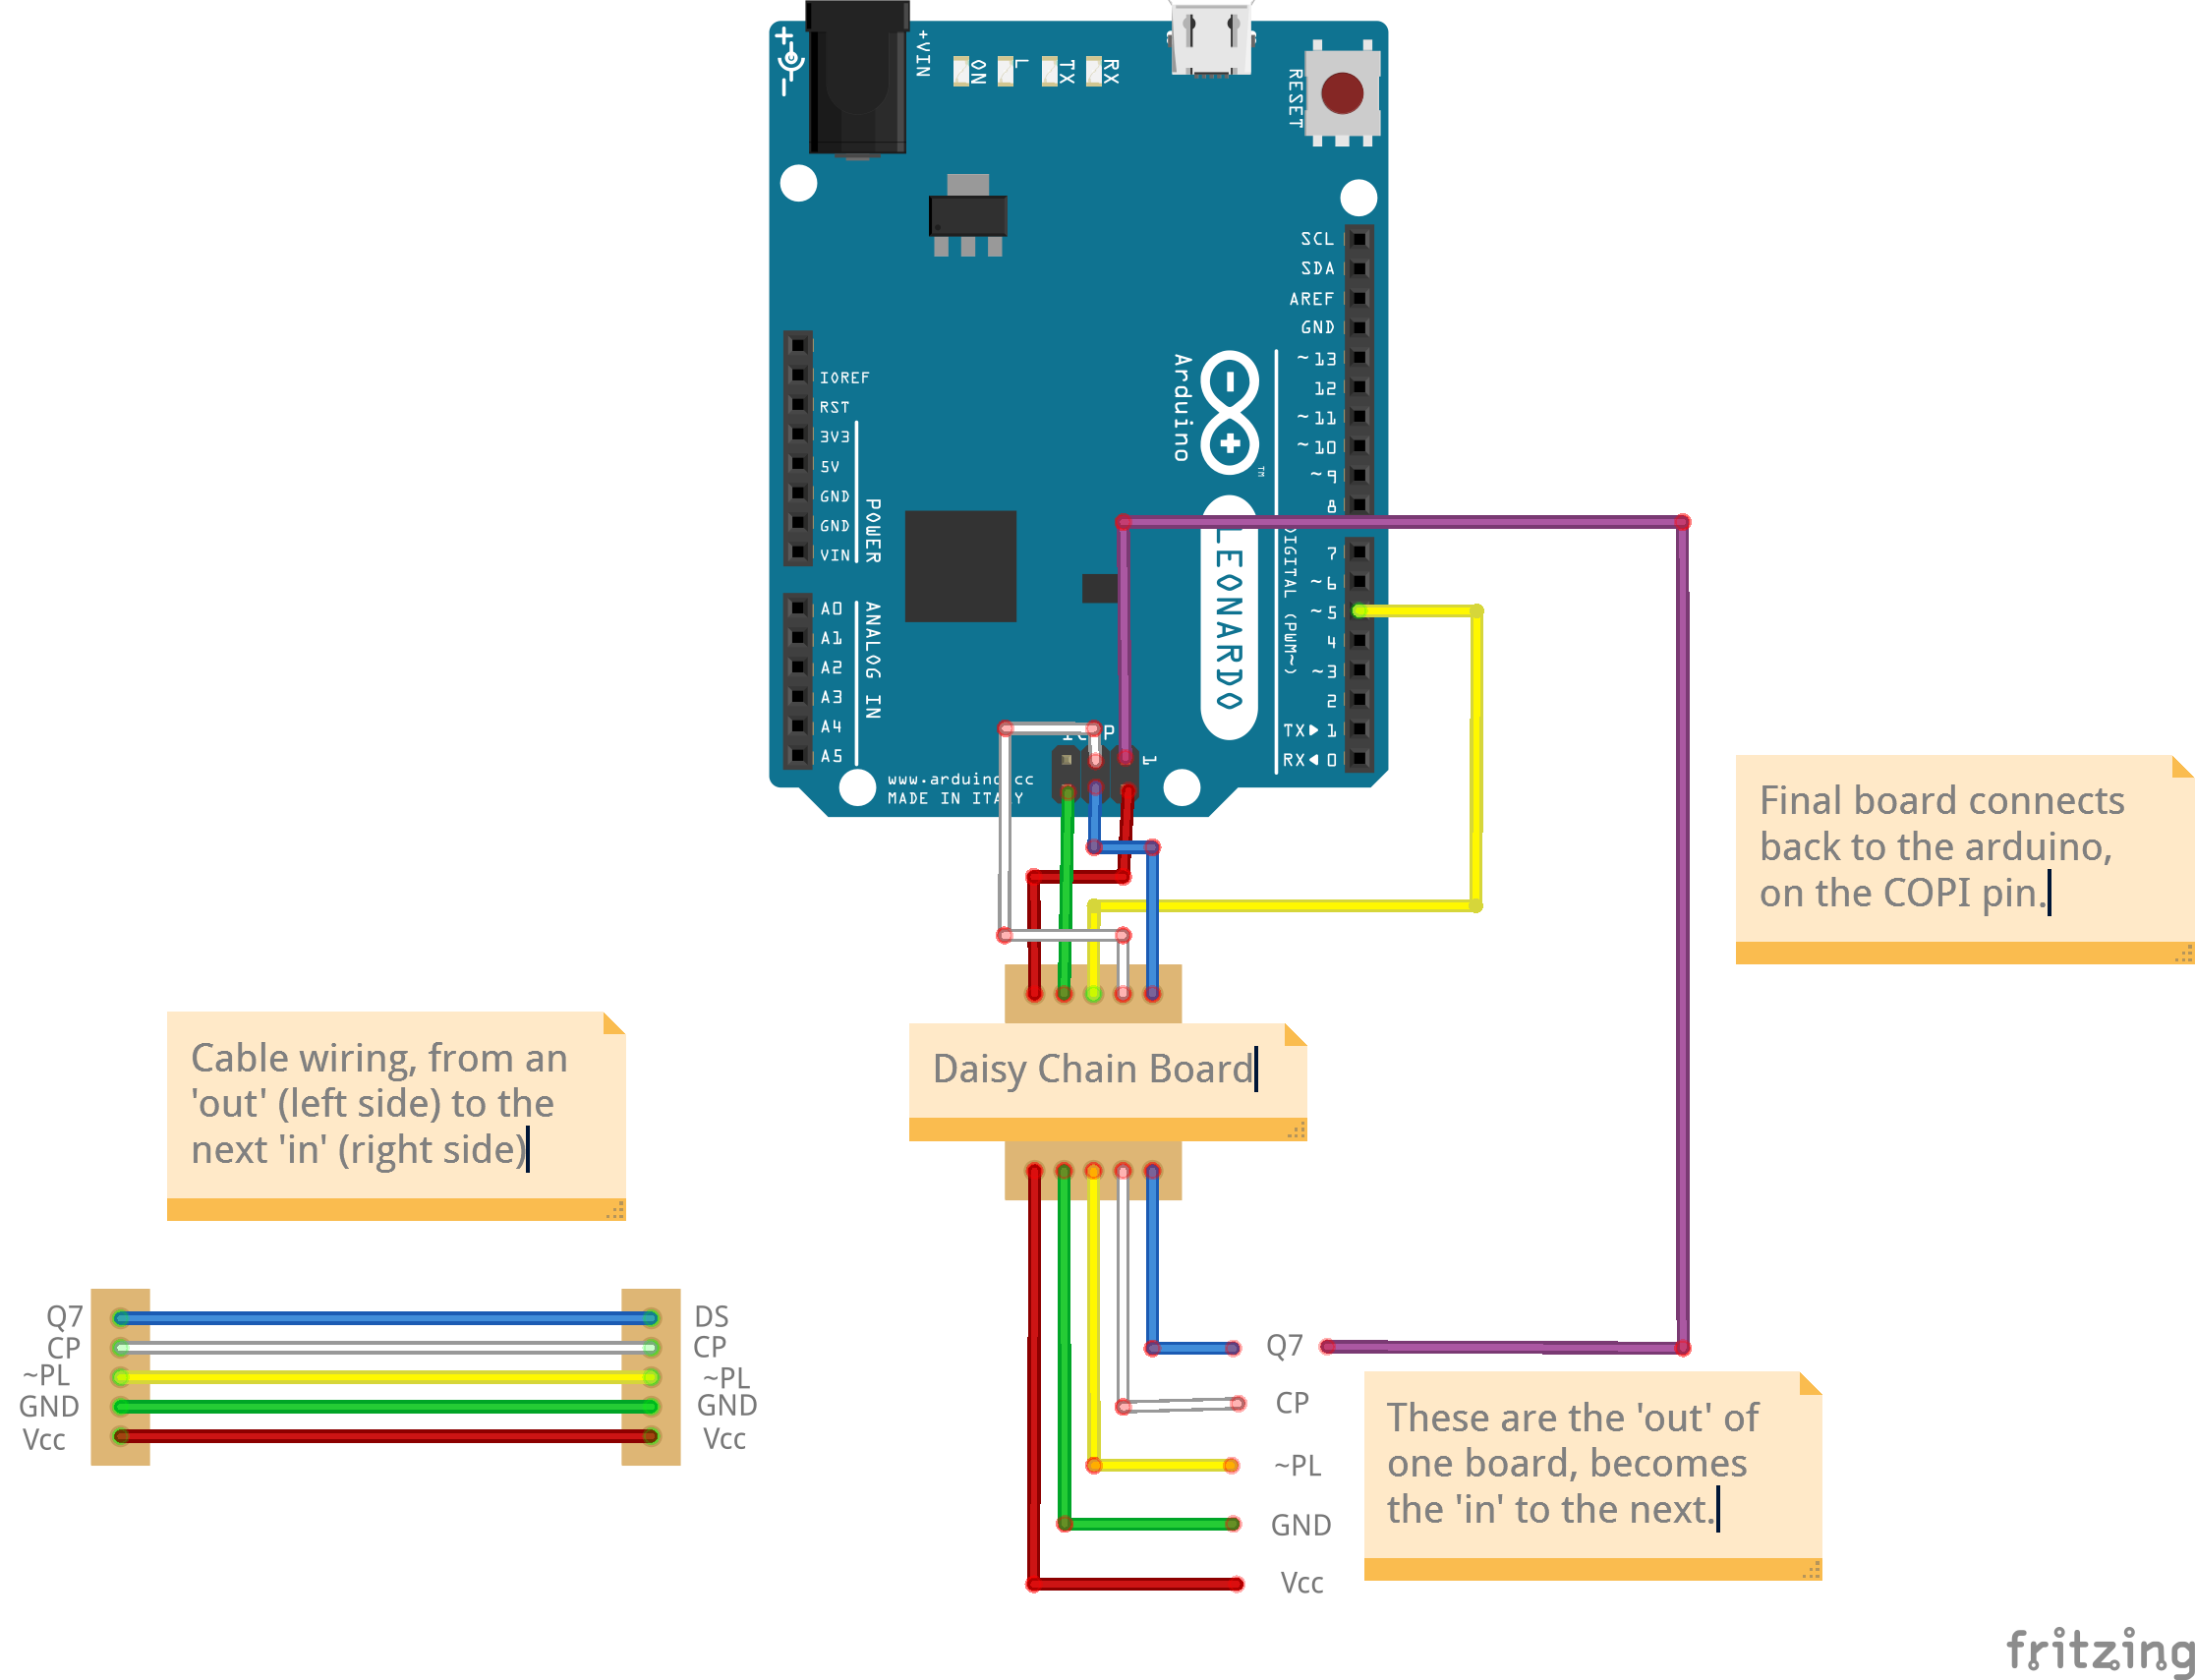 +VIN
ON
L
TX
RX
RESET
SCL
SDA
AREF
GND
~13
12
~11
~10
~9
8
IOREF
RST
3V3
5V
GND
GND
VIN
POWER
Arduino
TM
LEONARDO
DIGITAL (PWM~)
7
~6
~5
4
~3
2
TX▶ 1
RX◀ 0
A0
A1
A2
A3
A4
A5
ANALOG IN
1
www.arduino.cc
MADE IN ITALY
Final board connects
back to the arduino,
on the COPI pin.
Daisy Chain Board
Cable wiring, from an
'out' (left side) to the
next 'in' (right side)
Q7
CP
~PL
GND
Vcc
DS
CP
~PL
GND
Vcc
Q7
CP
~PL
GND
Vcc
These are the 'out' of
one board, becomes
the 'in' to the next.
fritzing